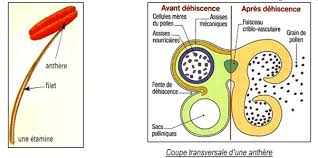 anthère
filet
une étamine
Avant déhiscence
Après déhiscence
Cellules mères
du pollen
Assises
mécaniques
Assises
nourricières
Faisceau
criblo-vasculaire
Grain de
pollen
Fente de
déhiscence
Sacs
polliniques
Coupe transversale d'une anthère